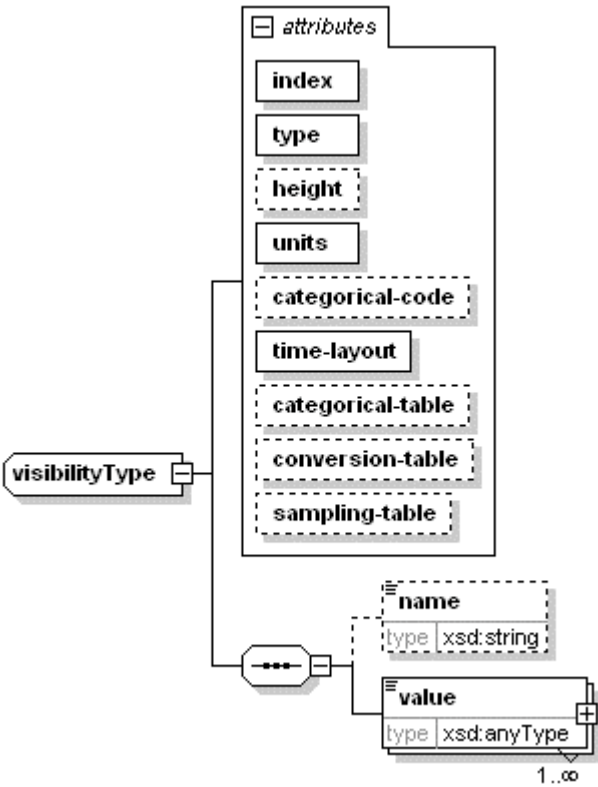 attributes
index
type
height
units
categorical-code
time-layout
categorical-table
conversion-table
sampling-table
visibilityType
name
type xsd:string
value
type xsd:anyType
1..∞